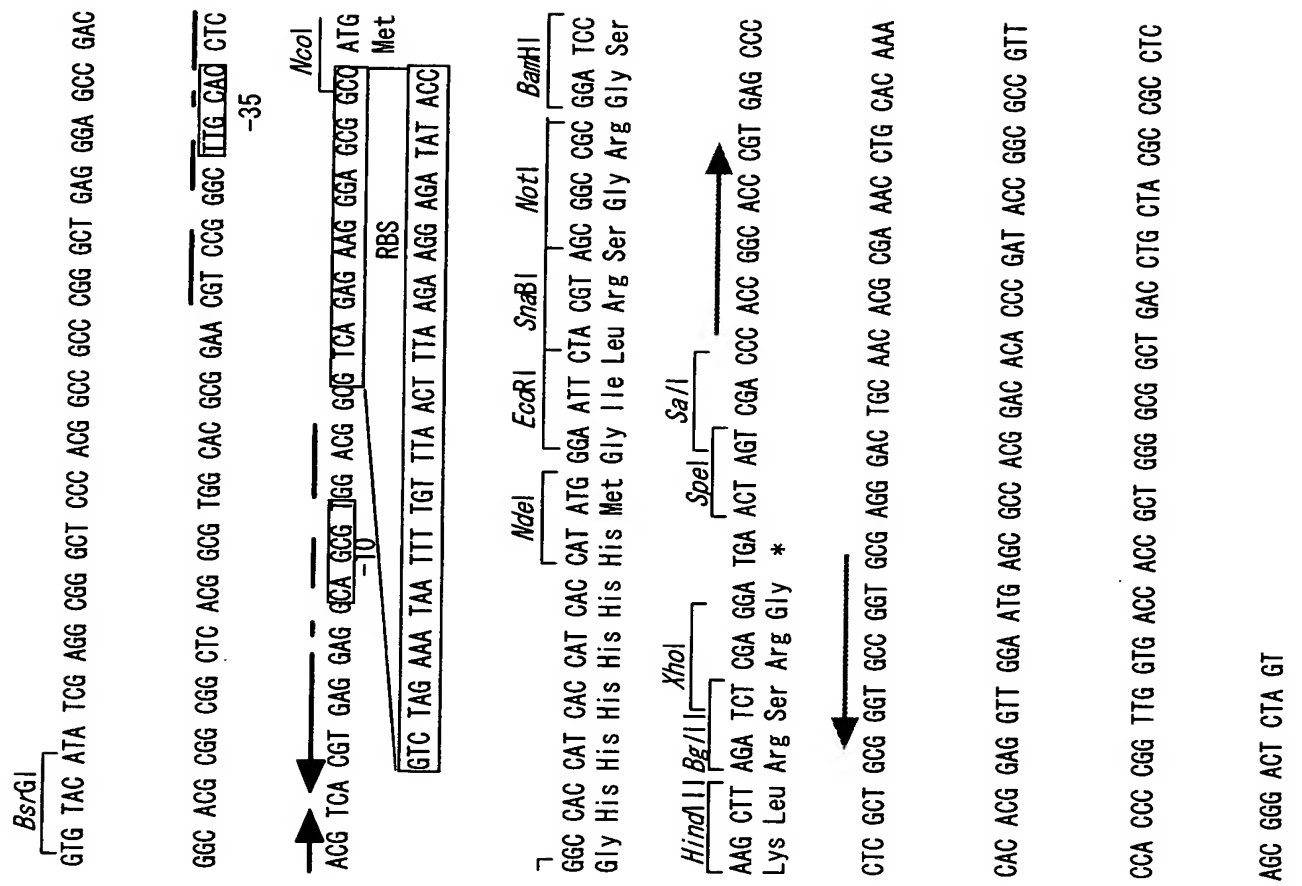 BsrGI
GTG TAC ATA TCG AGG CGG GCT CCC ACG GCC GCC CGG GCT GAG GGA GCC GAC
GGC ACG CGG CGG CTC ACG GCG TGG CAC GCG GAA CGT CCG GGC TTG CAC CTC
-35
NcoI
ACG TCA CGT GAG GAG GCA GCG TGG ACG GCG TCA GAG AAG GGA GCG GCC ATG
-10
Met
RBS
GTC TAG AAA TAA TTT TGT TTA ACT TTA AGA AGG AGA TAT ACC
NdeI EcoRI SnaBI NotI BamHI
GGC CAC CAT CAC CAT CAC CAT ATG GGA ATT CTA CGT AGC GGC CGC GGA TCC
Gly His His His His His His Met Gly Ile Leu Arg Ser Gly Arg Gly Ser
HindIII BglII XhoI SpeI SalI
AAG CTT AGA TCT CGA GGA TGA ACT AGT CGA CCC ACC GGC ACC CGT GAG CCC
Lys Leu Arg Ser Arg Gly *
CTC GCT GCG GGT GCC GGT GCG AGG GAC TGC AAC ACG CGA AAC CTG CAC AAA
CAC ACG GAG GTT GGA ATG AGC GCC ACG GAC ACA CCC GAT ACC GGC GCC GTT
CCA CCC CGG TTG GTG ACC ACC GCT GGG GCG GCT GAC CTG CTA CGC CGC CTC
AGC GGG ACT CTA GT